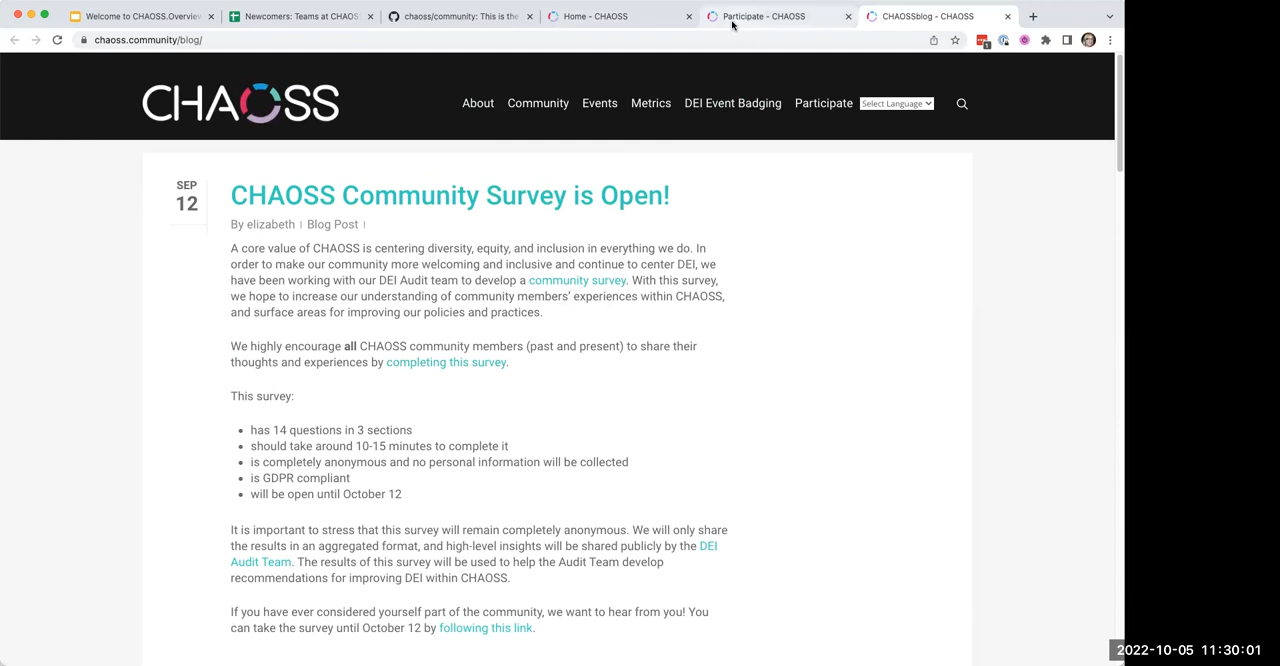 Welcome to CHAOSS.Overview
Newcomers: Teams at CHAOS
chaoss/community: This is the
Home - CHAOSS
Participate - CHAOSS
CHAOSSblog - CHAOSS
chaoss.community/blog/
CHAOSS
About
Community
Events
Metrics
DEI Event Badging
Participate
Select Language
SEP
12
CHAOSS Community Survey is Open!
By elizabeth | Blog Post |
A core value of CHAOSS is centering diversity, equity, and inclusion in everything we do. In
order to make our community more welcoming and inclusive and continue to center DEI, we
have been working with our DEI Audit team to develop a community survey. With this survey,
we hope to increase our understanding of community members’ experiences within CHAOSS,
and surface areas for improving our policies and practices.
We highly encourage all CHAOSS community members (past and present) to share their
thoughts and experiences by completing this survey.
This survey:
• has 14 questions in 3 sections
• should take around 10-15 minutes to complete it
• is completely anonymous and no personal information will be collected
• is GDPR compliant
• will be open until October 12
It is important to stress that this survey will remain completely anonymous. We will only share
the results in an aggregated format, and high-level insights will be shared publicly by the DEI
Audit Team. The results of this survey will be used to help the Audit Team develop
recommendations for improving DEI within CHAOSS.
If you have ever considered yourself part of the community, we want to hear from you! You
can take the survey until October 12 by following this link.
2022-10-05 11:30:01